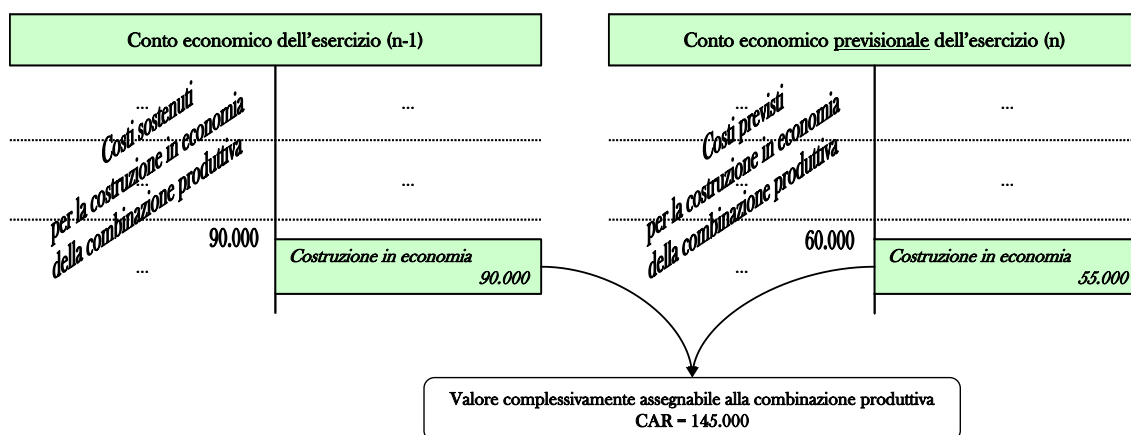 Conto economico dell'esercizio (n-1)
...
...
Costi sostenuti
per la costruzione in economia
della combinazione produttiva
...
...
90.000
...
Costruzione in economia
90.000
Conto economico previsionale dell'esercizio (n)
...
...
Costi previsti
per la costruzione in economia
della combinazione produttiva
...
...
60.000
...
Costruzione in economia
55.000
Valore complessivamente assegnabile alla combinazione produttiva
CAR = 145.000